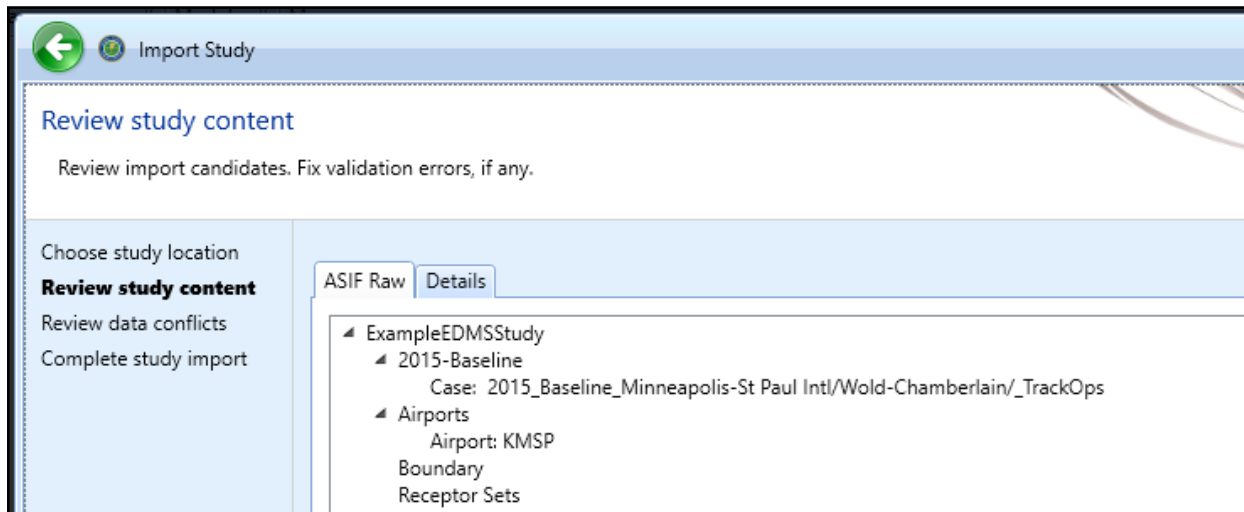 Import Study
Review study content
Review import candidates. Fix validation errors, if any.
Choose study location
Review study content
Review data conflicts
Complete study import
ASIF Raw
Details
ExampleEDMSStudy
2015-Baseline
Case: 2015_Baseline_Minneapolis-St Paul Intl/Wold-Chamberlain/_TrackOps
Airports
Airport: KMSP
Boundary
Receptor Sets